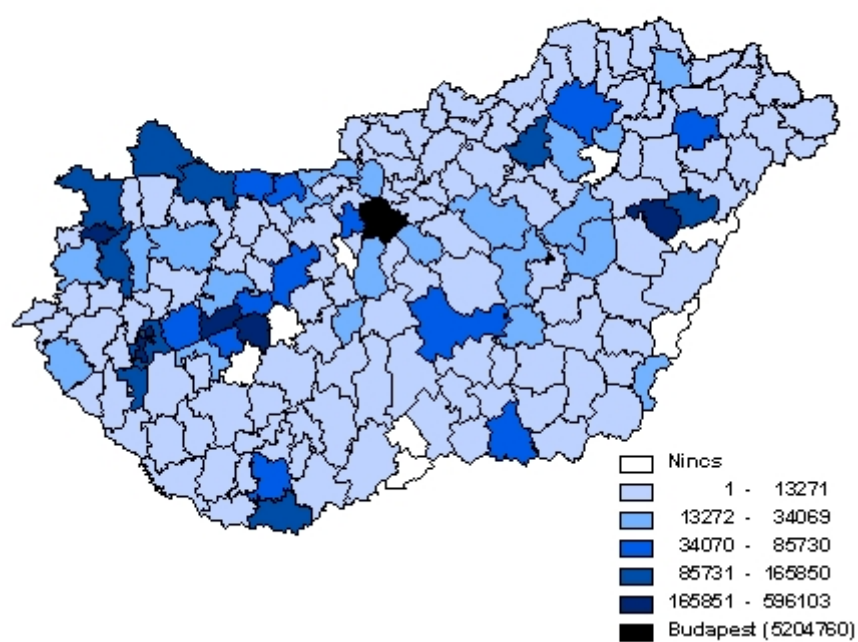 Nincs
1 - 13271
13272 - 34069
34070 - 85730
85731 - 165850
165851 - 596103
Budapest (5204760)